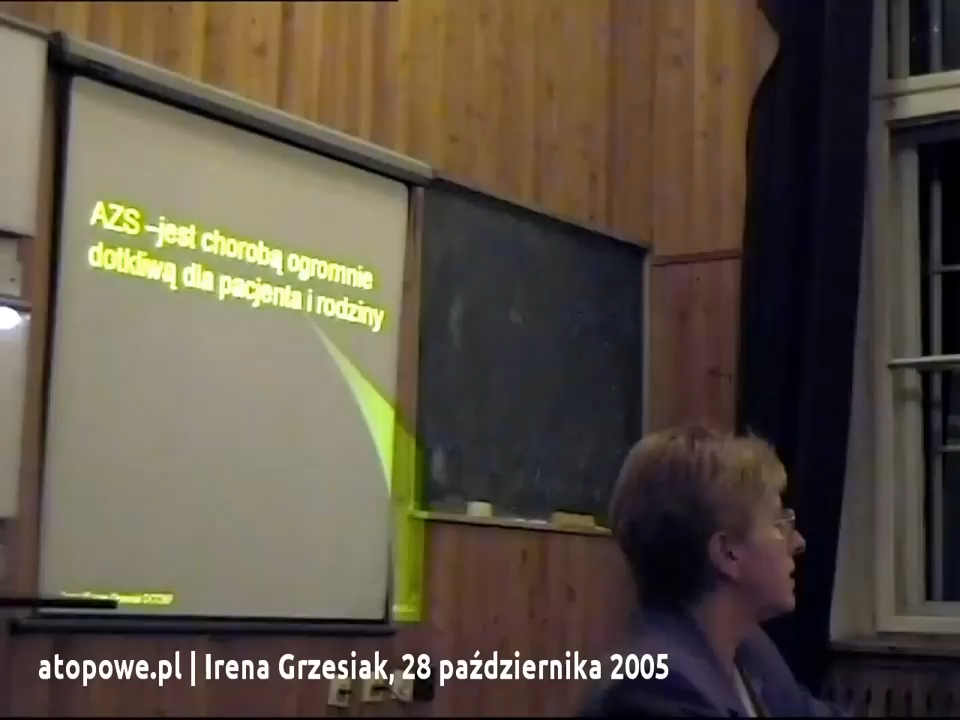 AZS –jest chorobą ogromnie
dotkliwą dla pacjenta i rodziny
atopowe.pl | Irena Grzesiak, 28 października 2005